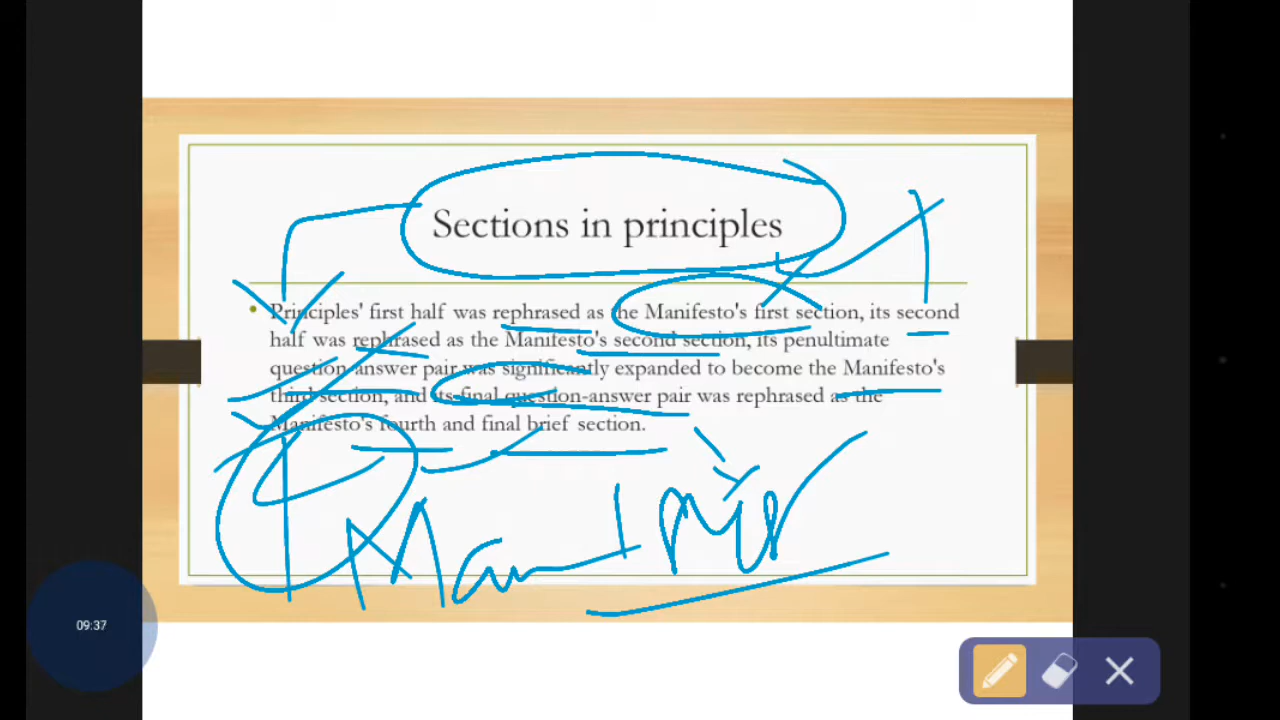 Sections in principles
• Principles' first half was rephrased as the Manifesto's first section, its second
half was rephrased as the Manifesto's second section, its penultimate
question-answer pair was significantly expanded to become the Manifesto's
third section, and its final question-answer pair was rephrased as the
Manifesto's fourth and final brief section.
09:37